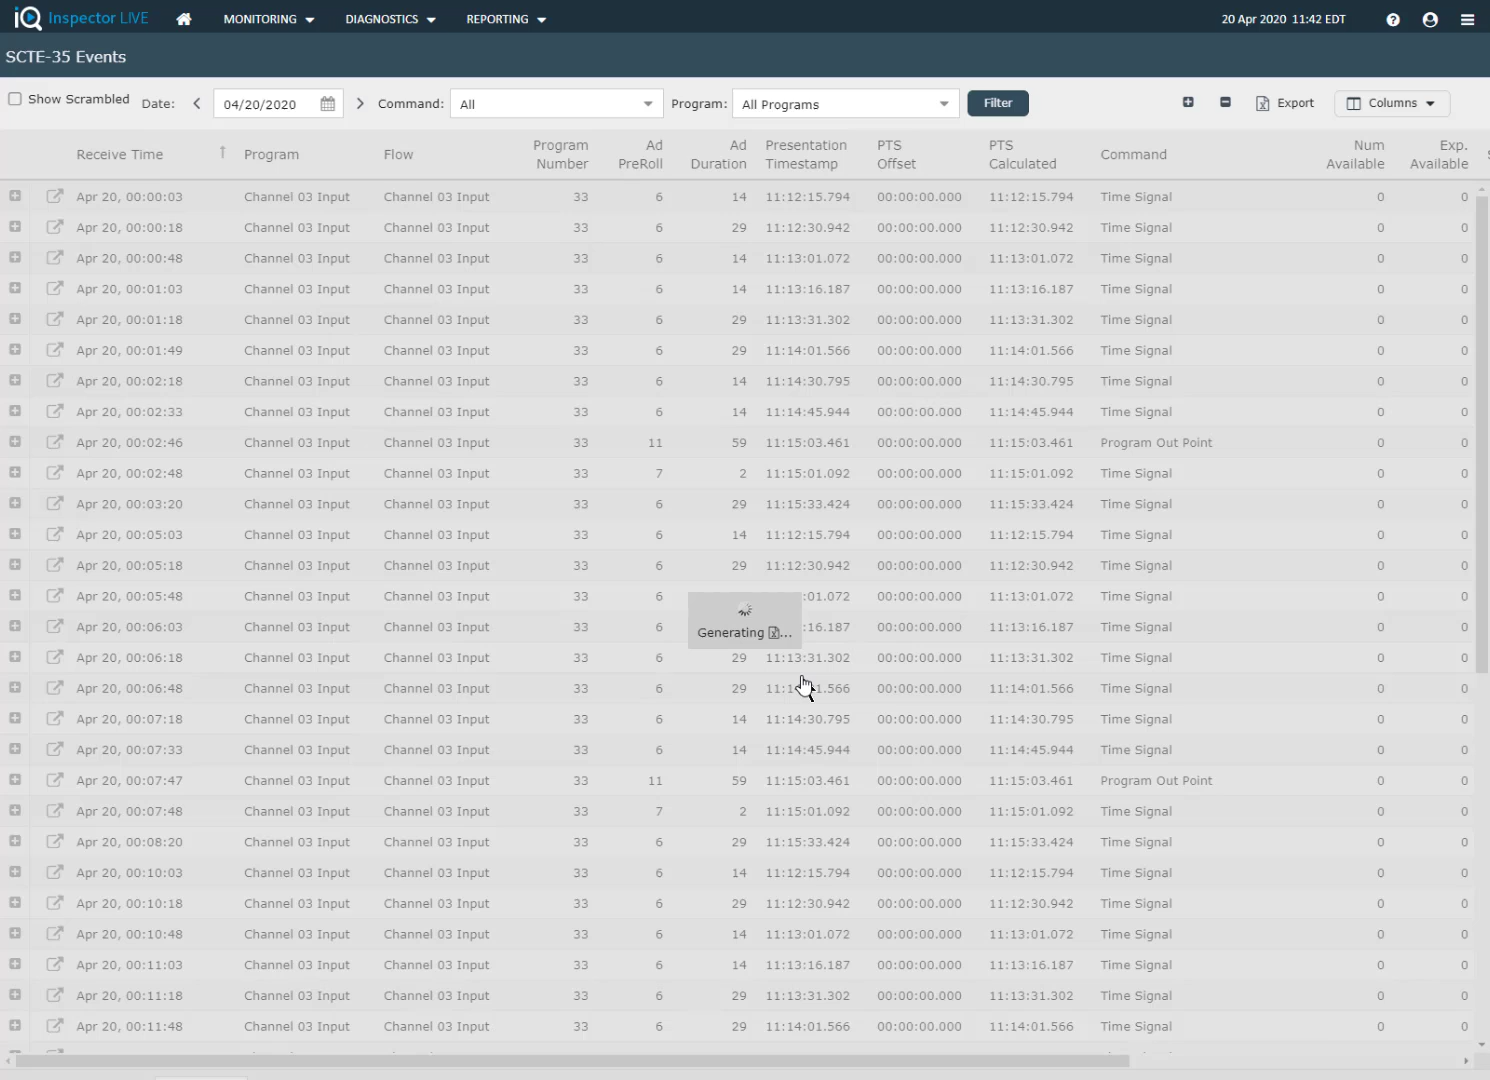 iQ Inspector LIVE MONITORING DIAGNOSTICS REPORTING 20 Apr 2020 11:42 EDT ?
SCTE-35 Events
Show Scrambled Date: 04/20/2020 Command: All Program: All Programs Filter Export Columns
Receive Time Program Flow Program Number Ad PreRoll Ad Duration Presentation Timestamp PTS Offset PTS Calculated Command Num Available Exp. Available
Apr 20, 00:00:03 Channel 03 Input Channel 03 Input 33 6 14 11:12:15.794 00:00:00.000 11:12:15.794 Time Signal 0 0
Apr 20, 00:00:18 Channel 03 Input Channel 03 Input 33 6 29 11:12:30.942 00:00:00.000 11:12:30.942 Time Signal 0 0
Apr 20, 00:00:48 Channel 03 Input Channel 03 Input 33 6 14 11:13:01.072 00:00:00.000 11:13:01.072 Time Signal 0 0
Apr 20, 00:01:03 Channel 03 Input Channel 03 Input 33 6 14 11:13:16.187 00:00:00.000 11:13:16.187 Time Signal 0 0
Apr 20, 00:01:18 Channel 03 Input Channel 03 Input 33 6 29 11:13:31.302 00:00:00.000 11:13:31.302 Time Signal 0 0
Apr 20, 00:01:49 Channel 03 Input Channel 03 Input 33 6 29 11:14:01.566 00:00:00.000 11:14:01.566 Time Signal 0 0
Apr 20, 00:02:18 Channel 03 Input Channel 03 Input 33 6 14 11:14:30.795 00:00:00.000 11:14:30.795 Time Signal 0 0
Apr 20, 00:02:33 Channel 03 Input Channel 03 Input 33 6 14 11:14:45.944 00:00:00.000 11:14:45.944 Time Signal 0 0
Apr 20, 00:02:46 Channel 03 Input Channel 03 Input 33 11 59 11:15:03.461 00:00:00.000 11:15:03.461 Program Out Point 0 0
Apr 20, 00:02:48 Channel 03 Input Channel 03 Input 33 7 2 11:15:01.092 00:00:00.000 11:15:01.092 Time Signal 0 0
Apr 20, 00:03:20 Channel 03 Input Channel 03 Input 33 6 29 11:15:33.424 00:00:00.000 11:15:33.424 Time Signal 0 0
Apr 20, 00:05:03 Channel 03 Input Channel 03 Input 33 6 14 11:12:15.794 00:00:00.000 11:12:15.794 Time Signal 0 0
Apr 20, 00:05:18 Channel 03 Input Channel 03 Input 33 6 29 11:12:30.942 00:00:00.000 11:12:30.942 Time Signal 0 0
Apr 20, 00:05:48 Channel 03 Input Channel 03 Input 33 6 :01.072 00:00:00.000 11:13:01.072 Time Signal 0 0
Apr 20, 00:06:03 Channel 03 Input Channel 03 Input 33 6 :16.187 00:00:00.000 11:13:16.187 Time Signal 0 0
Generating ...
Apr 20, 00:06:18 Channel 03 Input Channel 03 Input 33 6 29 11:13:31.302 00:00:00.000 11:13:31.302 Time Signal 0 0
Apr 20, 00:06:48 Channel 03 Input Channel 03 Input 33 6 29 11:1 1.566 00:00:00.000 11:14:01.566 Time Signal 0 0
Apr 20, 00:07:18 Channel 03 Input Channel 03 Input 33 6 14 11:14:30.795 00:00:00.000 11:14:30.795 Time Signal 0 0
Apr 20, 00:07:33 Channel 03 Input Channel 03 Input 33 6 14 11:14:45.944 00:00:00.000 11:14:45.944 Time Signal 0 0
Apr 20, 00:07:47 Channel 03 Input Channel 03 Input 33 11 59 11:15:03.461 00:00:00.000 11:15:03.461 Program Out Point 0 0
Apr 20, 00:07:48 Channel 03 Input Channel 03 Input 33 7 2 11:15:01.092 00:00:00.000 11:15:01.092 Time Signal 0 0
Apr 20, 00:08:20 Channel 03 Input Channel 03 Input 33 6 29 11:15:33.424 00:00:00.000 11:15:33.424 Time Signal 0 0
Apr 20, 00:10:03 Channel 03 Input Channel 03 Input 33 6 14 11:12:15.794 00:00:00.000 11:12:15.794 Time Signal 0 0
Apr 20, 00:10:18 Channel 03 Input Channel 03 Input 33 6 29 11:12:30.942 00:00:00.000 11:12:30.942 Time Signal 0 0
Apr 20, 00:10:48 Channel 03 Input Channel 03 Input 33 6 14 11:13:01.072 00:00:00.000 11:13:01.072 Time Signal 0 0
Apr 20, 00:11:03 Channel 03 Input Channel 03 Input 33 6 14 11:13:16.187 00:00:00.000 11:13:16.187 Time Signal 0 0
Apr 20, 00:11:18 Channel 03 Input Channel 03 Input 33 6 29 11:13:31.302 00:00:00.000 11:13:31.302 Time Signal 0 0
Apr 20, 00:11:48 Channel 03 Input Channel 03 Input 33 6 29 11:14:01.566 00:00:00.000 11:14:01.566 Time Signal 0 0